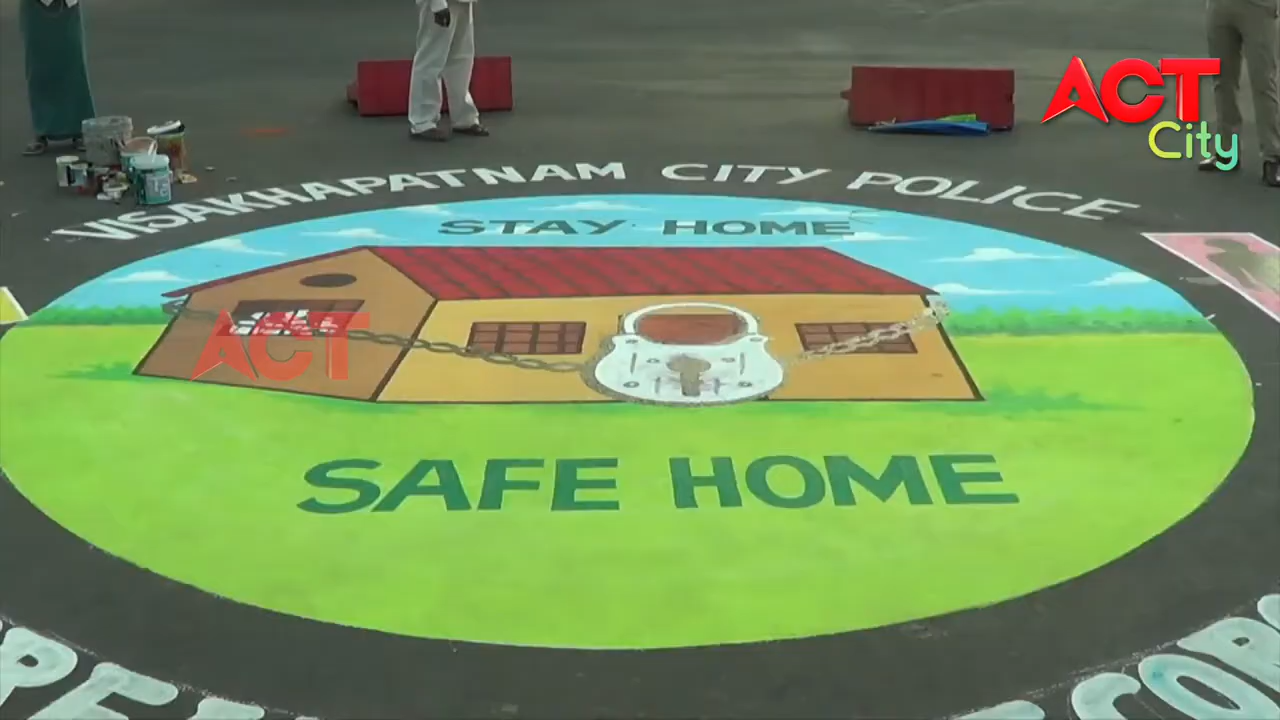 ACT
City
VISAKHAPATNAM CITY POLICE
STAY HOME
ACT
SAFE HOME